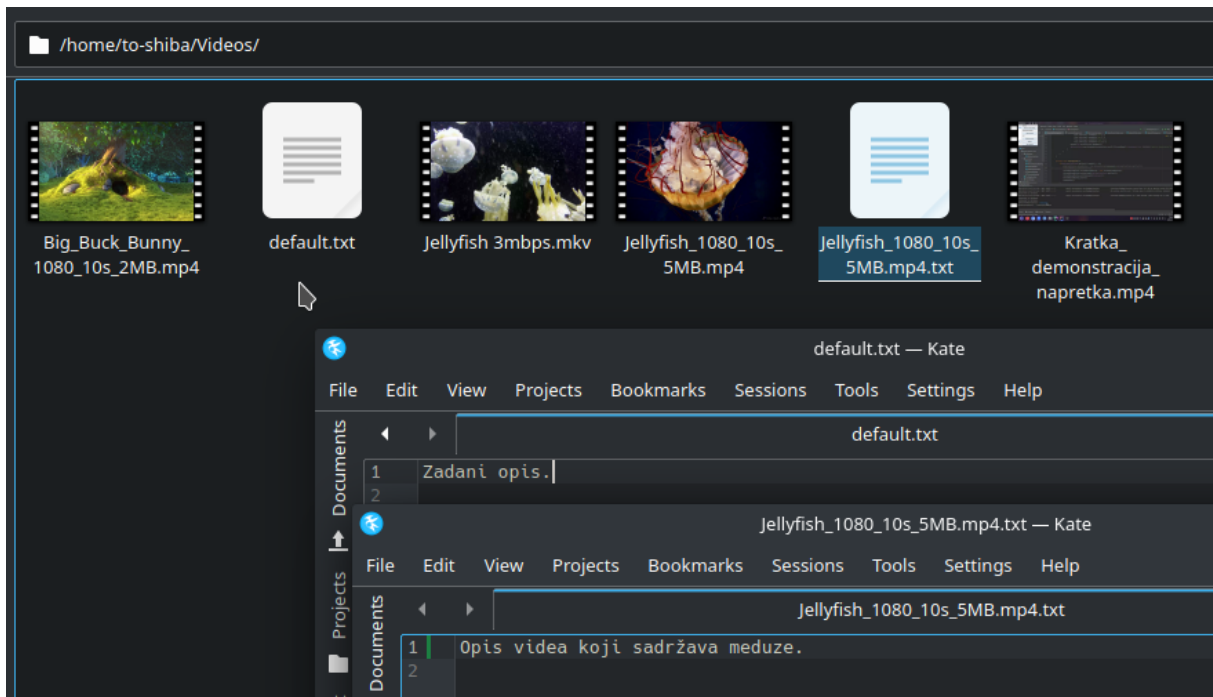 /home/to-shiba/Videos/
Big_Buck_Bunny_
1080_10s_2MB.mp4
default.txt
Jellyfish 3mbps.mkv
Jellyfish_1080_10s_
5MB.mp4
Jellyfish_1080_10s_
5MB.mp4.txt
Kratka_
demonstracija_
napretka.mp4
default.txt — Kate
File Edit View Projects Bookmarks Sessions Tools Settings Help
Documents
Projects
default.txt
1 Zadani opis.
2
Jellyfish_1080_10s_5MB.mp4.txt — Kate
File Edit View Projects Bookmarks Sessions Tools Settings Help
Documents
Jellyfish_1080_10s_5MB.mp4.txt
1 Opis videa koji sadržava meduze.
2